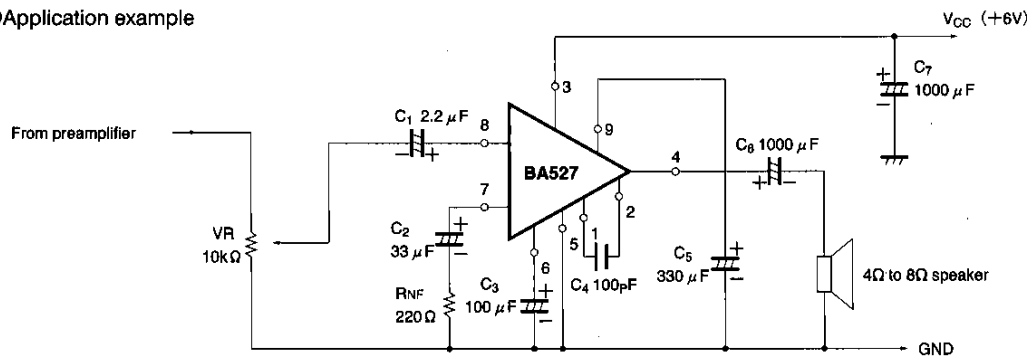 Application example
VCC (+6V)
C7
1000 μF
From preamplifier
C1 2.2 μF
8
3
9
BA527
4
C6 1000 μF
7
2
1
5
6
VR
10kΩ
C2
33 μF
RNF
220Ω
C3
100 μF
C4 100pF
C5
330 μF
4Ω to 8Ω speaker
GND